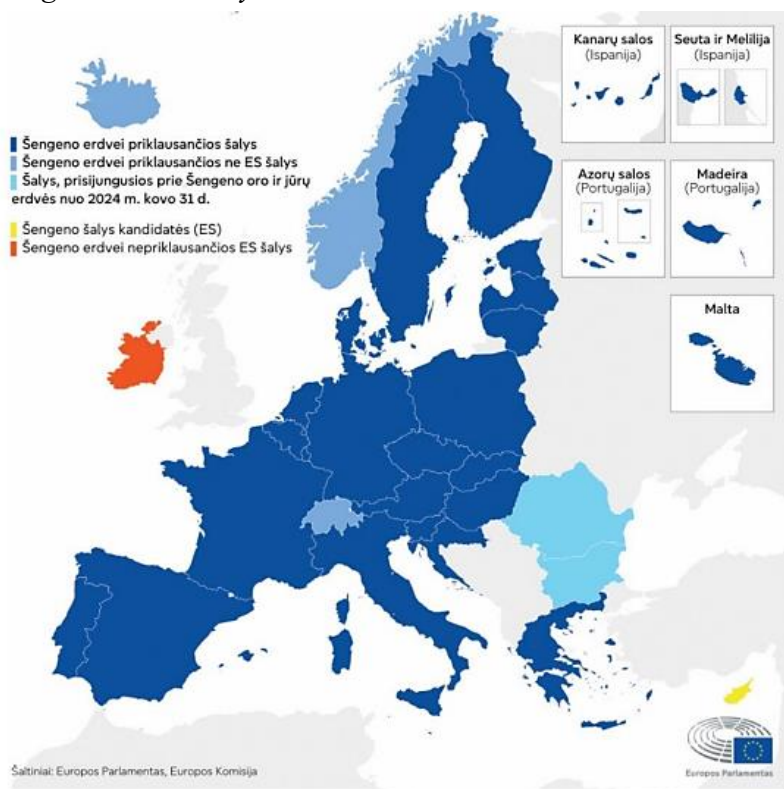 Kanarų salos
(Ispanija)
Seuta ir Melilija
(Ispanija)
Šengeno erdvei priklausančios šalys
Šengeno erdvei priklausančios ne ES šalys
Šalys, prisijungusios prie Šengeno oro ir jūrų
erdvės nuo 2024 m. kovo 31 d.
Šengeno šalys kandidatės (ES)
Šengeno erdvei nepriklausančios ES šalys
Azorų salos
(Portugalija)
Madeira
(Portugalija)
Malta
Šaltiniai: Europos Parlamentas, Europos Komisija
Europos Parlamentas